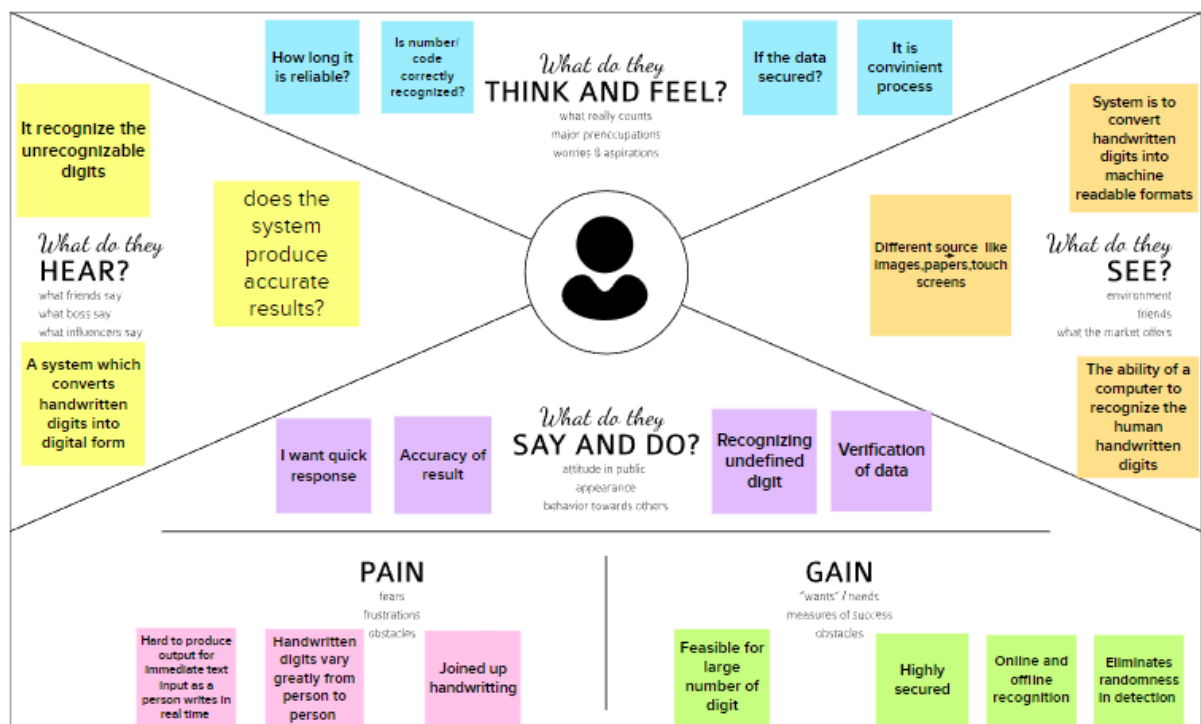 How long it
is reliable?
Is number/
code
correctly
recognized?
What do they
THINK AND FEEL?
what really counts
major prenoccupations
worries & aspirations
If the data
secured?
It is
convinient
process
It recognize the
unrecognizable
digits
does the
system
produce
accurate
results?
What do they
HEAR?
what friends say
what boss say
what influencers say
A system which
converts
handwritten
digits into
digital form
System is to
convert
handwritten
digits into
machine
readable formats
Different source like
images,papers,touch
screens
What do they
SEE?
environment
friends
what the market offers
The ability of a
computer to
recognize the
human
handwritten
digits
What do they
SAY AND DO?
attitude in public
appearance
behavior towards others
I want quick
response
Accuracy of
result
Recognizing
undefined
digit
Verification
of data
PAIN
fears
frustrations
obstacles
Hard to produce
output for
immediate text
input as a
person writes in
real time
Handwritten
digits vary
greatly from
person to
person
Joined up
handwritting
GAIN
"wants" / needs
measures of success
obstacles
Feasible for
large
number of
digit
Highly
secured
Online and
offline
recognition
Eliminates
randomness
in detection